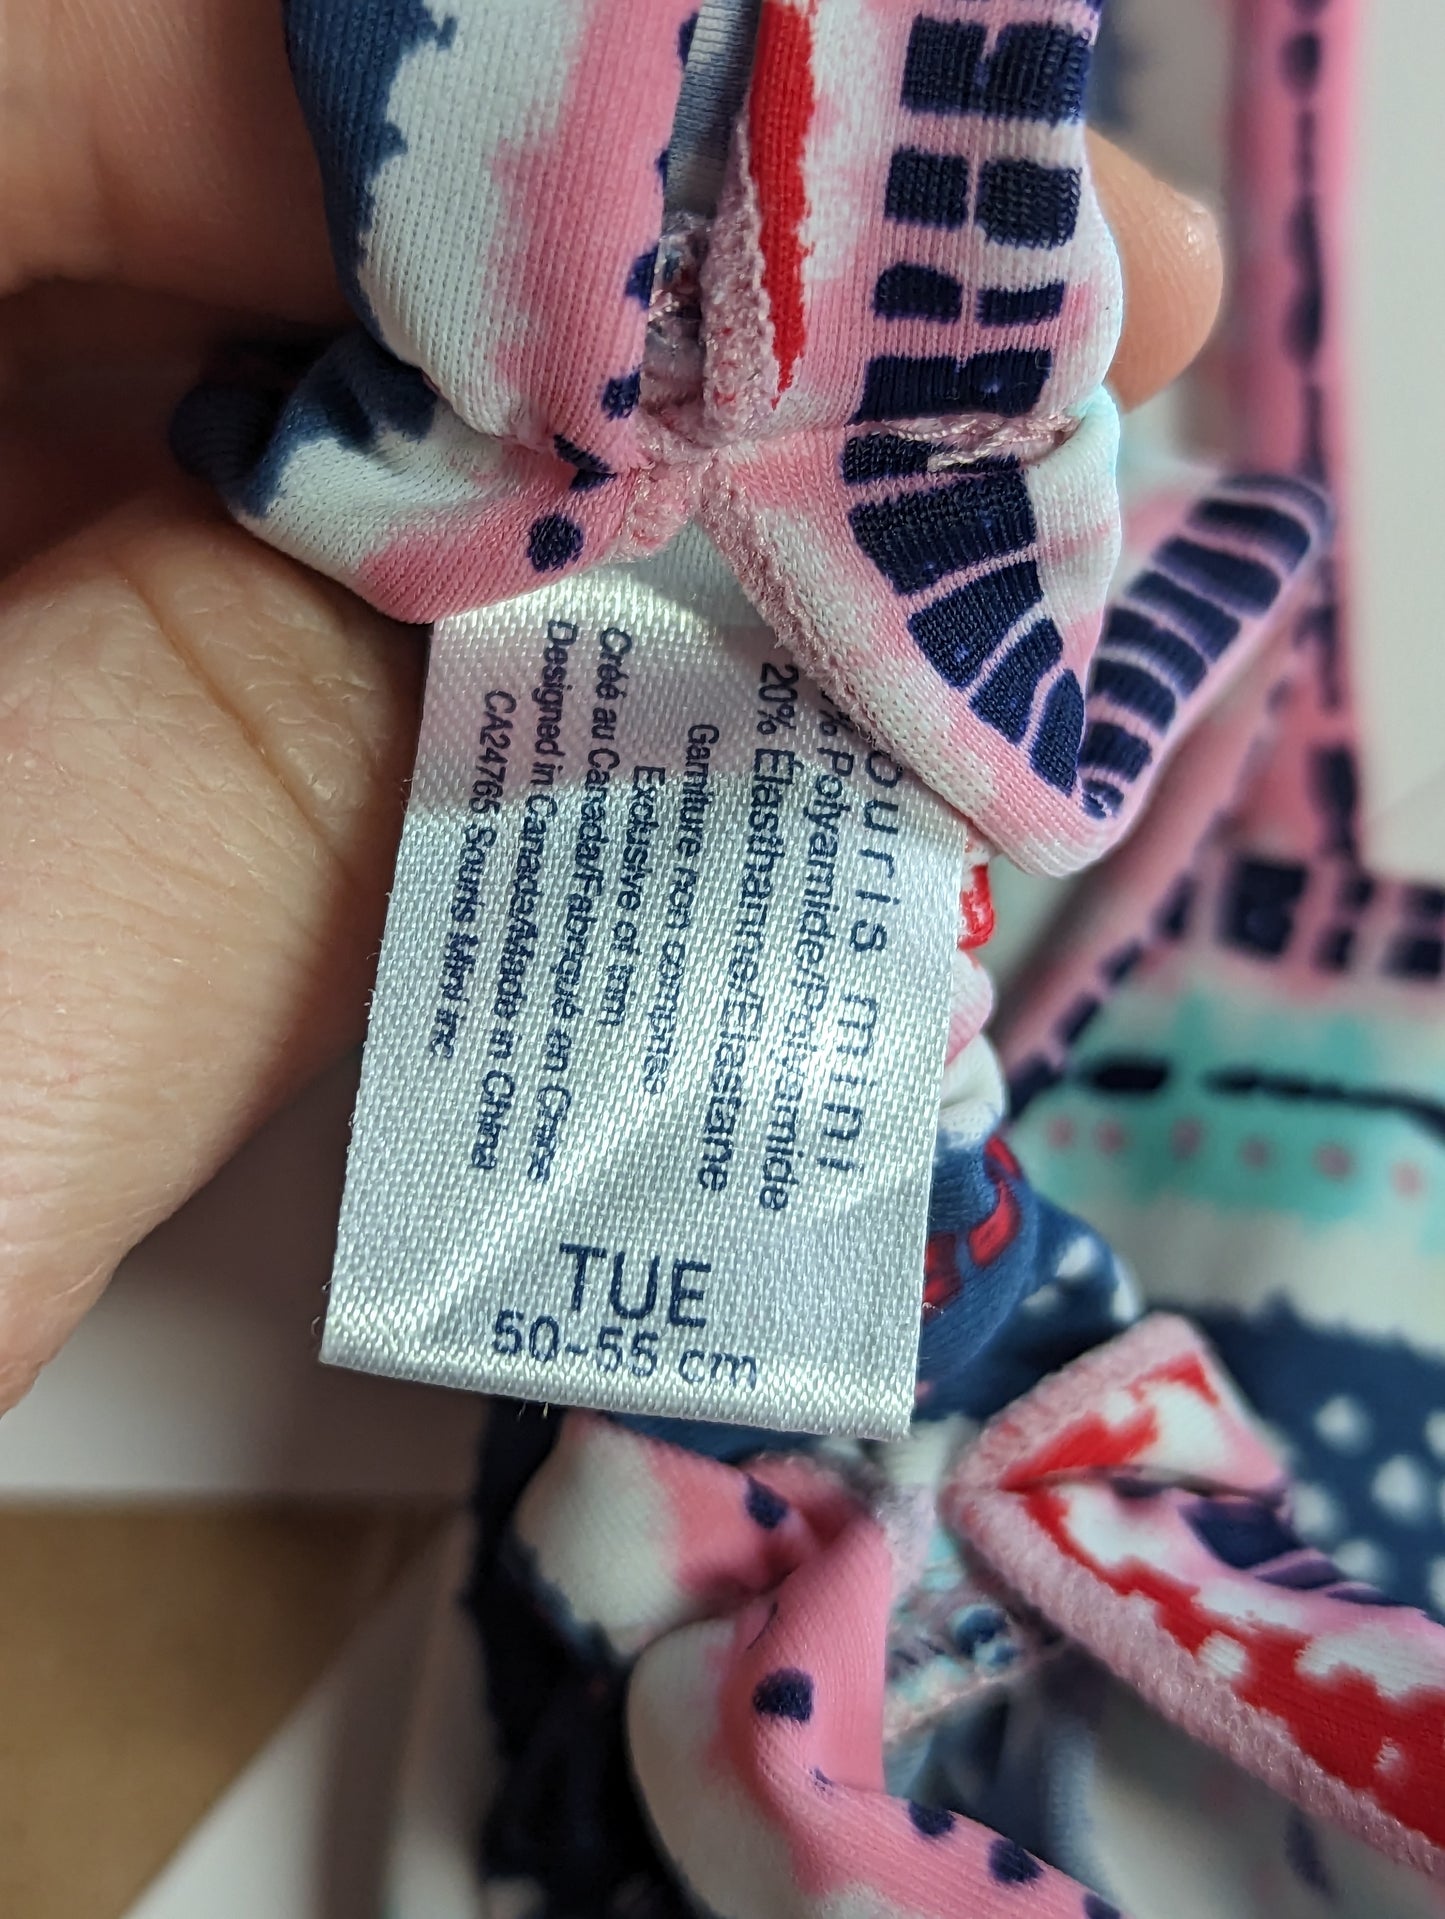 ouris mini
% Polyamide/polyamide
20% Elasthanne/Elastane
Garniture non comprise
Exclusive of trim
Créé au Canada/Fabriqué en Chine
Designed in Canada/Made in China
CA24765 Souris Mini inc
TUE
50-55 cm